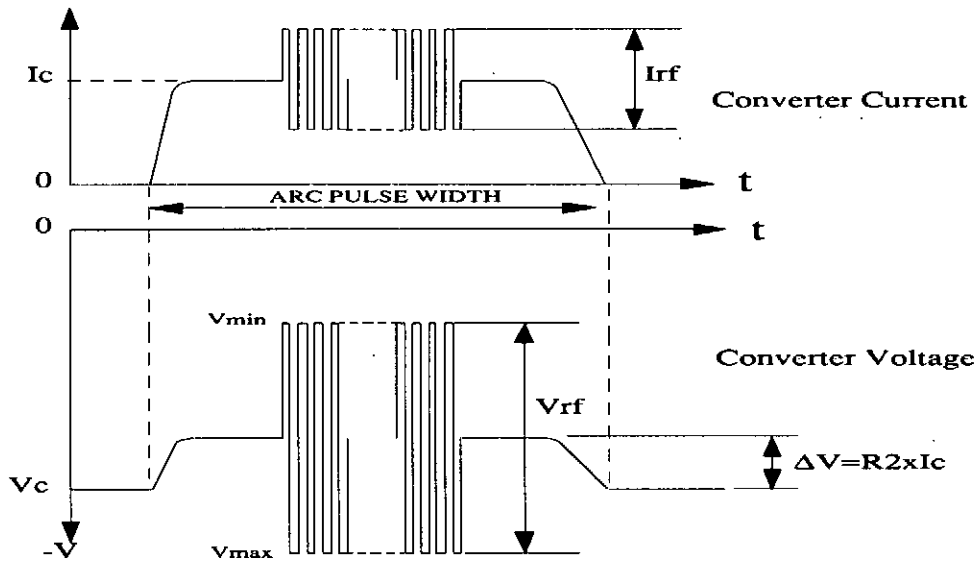 Ic
Irf
Converter Current
0
t
ARC PULSE WIDTH
0
t
Vmin
Converter Voltage
Vrf
ΔV=R2xIc
Vc
-V
Vmax